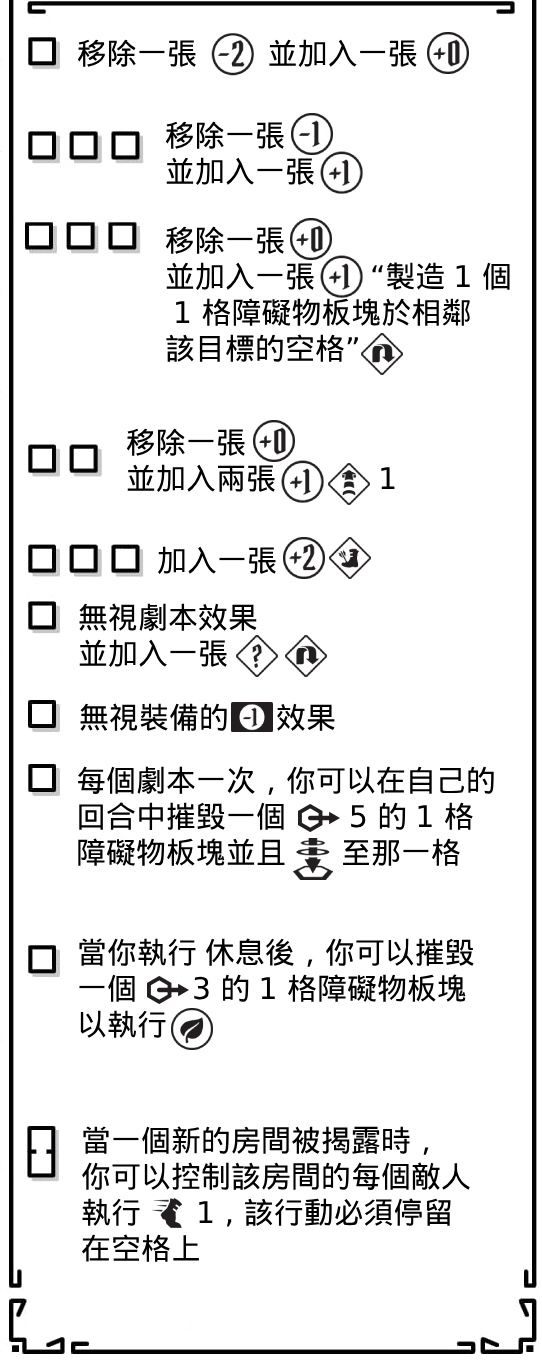 移除一張 -2 並加入一張 +0
移除一張 -1
並加入一張 +1
移除一張 +0
並加入一張 +1 “製造 1 個
1 格障礙物板塊於相鄰
該目標的空格”
移除一張 +0
並加入兩張 +1 1
加入一張 +2
無視劇本效果
並加入一張 ?
無視裝備的 -1 效果
每個劇本一次，你可以在自己的
回合中摧毀一個 5 的 1 格
障礙物板塊並且 至那一格
當你執行 休息後，你可以摧毀
一個 3 的 1 格障礙物板塊
以執行
當一個新的房間被揭露時，
你可以控制該房間的每個敵人
執行 1，該行動必須停留
在空格上